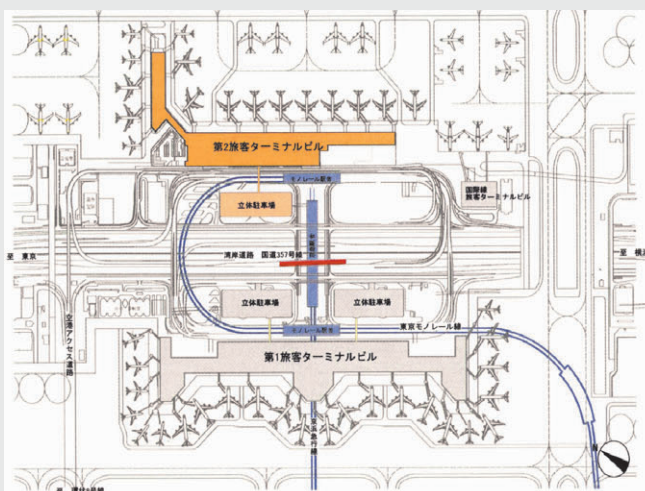 第2旅客ターミナルビル
モノレール駅舎
国際線
旅客ターミナルビル
立体駐車場
湾岸道路 国道357号線
至 東京
至 横浜
立体駐車場
立体駐車場
空港アクセス道路
東京モノレール線
モノレール駅舎
第1旅客ターミナルビル
京浜急行線